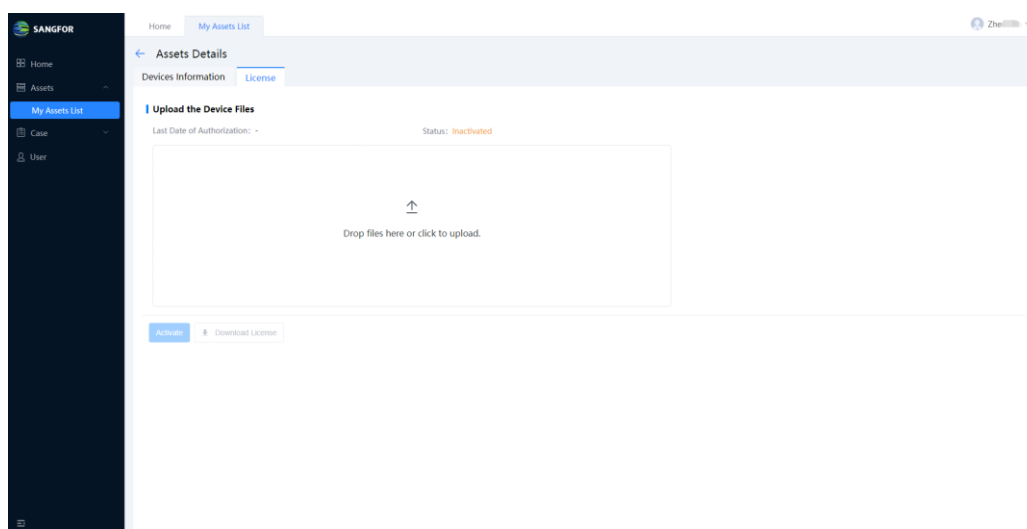 SANGFOR
Home
Assets
My Assets List
Case
User
Home My Assets List
Zhe
← Assets Details
Devices Information License
Upload the Device Files
Last Date of Authorization: - Status: Inactivated
Drop files here or click to upload.
Activate Download License